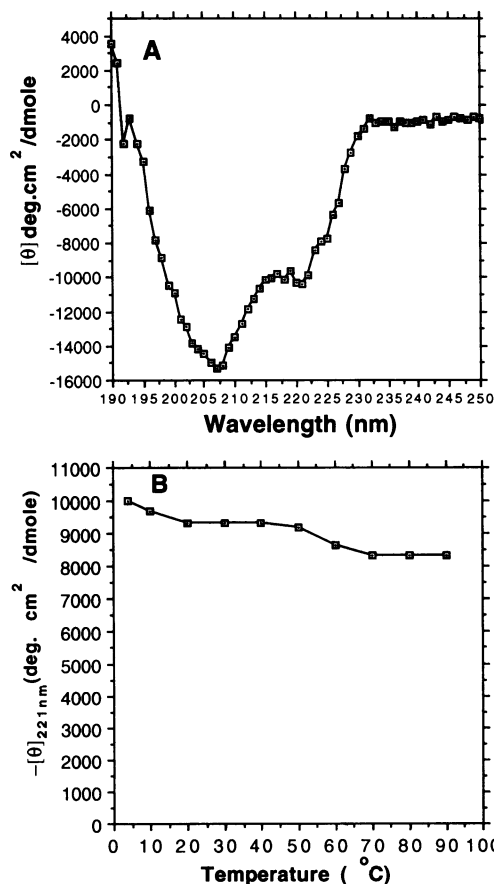 A
[θ] deg.cm 2 /dmole
4000
2000
0
-2000
-4000
-6000
-8000
-10000
-12000
-14000
-16000
190 195 200 205 210 215 220 225 230 235 240 245 250
Wavelength (nm)
B
−[θ]221nm(deg. cm 2 /dmole)
11000
10000
9000
8000
7000
6000
5000
4000
3000
2000
1000
0
0 10 20 30 40 50 60 70 80 90 100
Temperature ( °C)